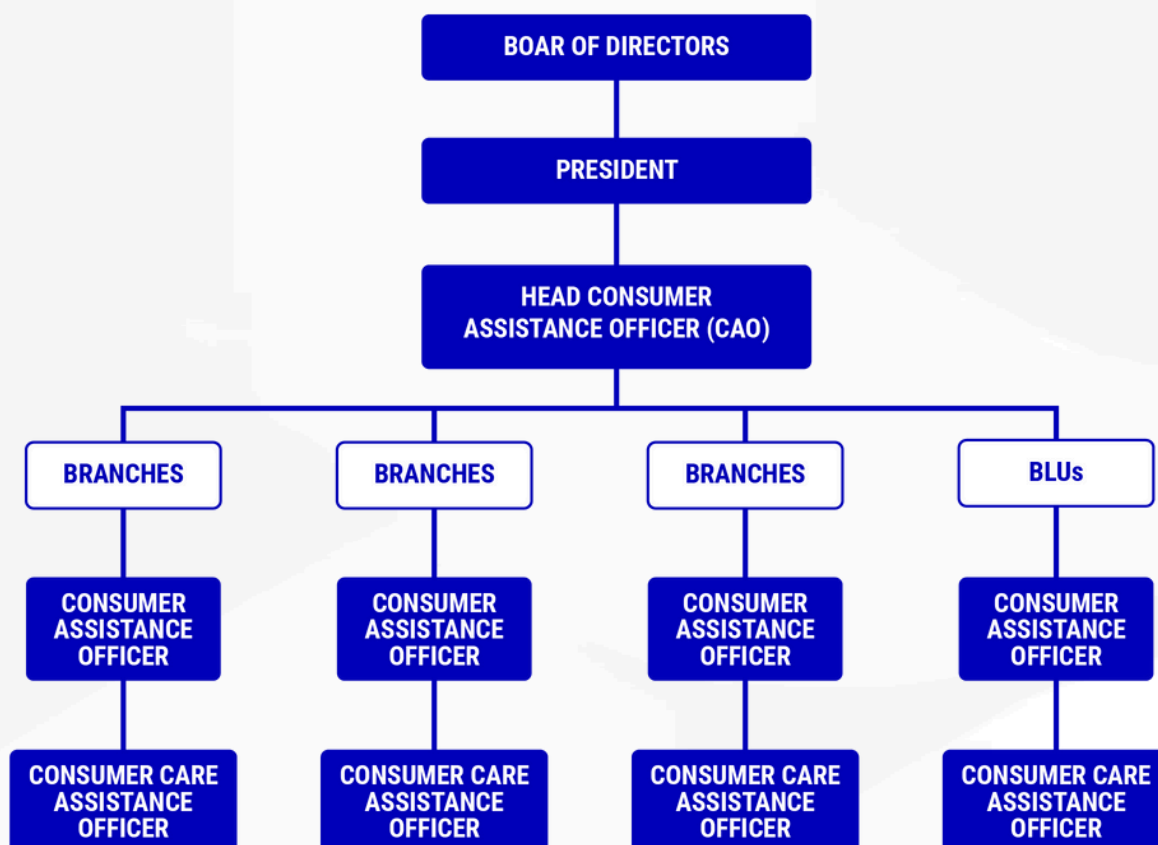 BOAR OF DIRECTORS
PRESIDENT
HEAD CONSUMER
ASSISTANCE OFFICER (CAO)
BRANCHES
BRANCHES
BRANCHES
BLUs
CONSUMER
ASSISTANCE
OFFICER
CONSUMER
ASSISTANCE
OFFICER
CONSUMER
ASSISTANCE
OFFICER
CONSUMER
ASSISTANCE
OFFICER
CONSUMER CARE
ASSISTANCE
OFFICER
CONSUMER CARE
ASSISTANCE
OFFICER
CONSUMER CARE
ASSISTANCE
OFFICER
CONSUMER CARE
ASSISTANCE
OFFICER